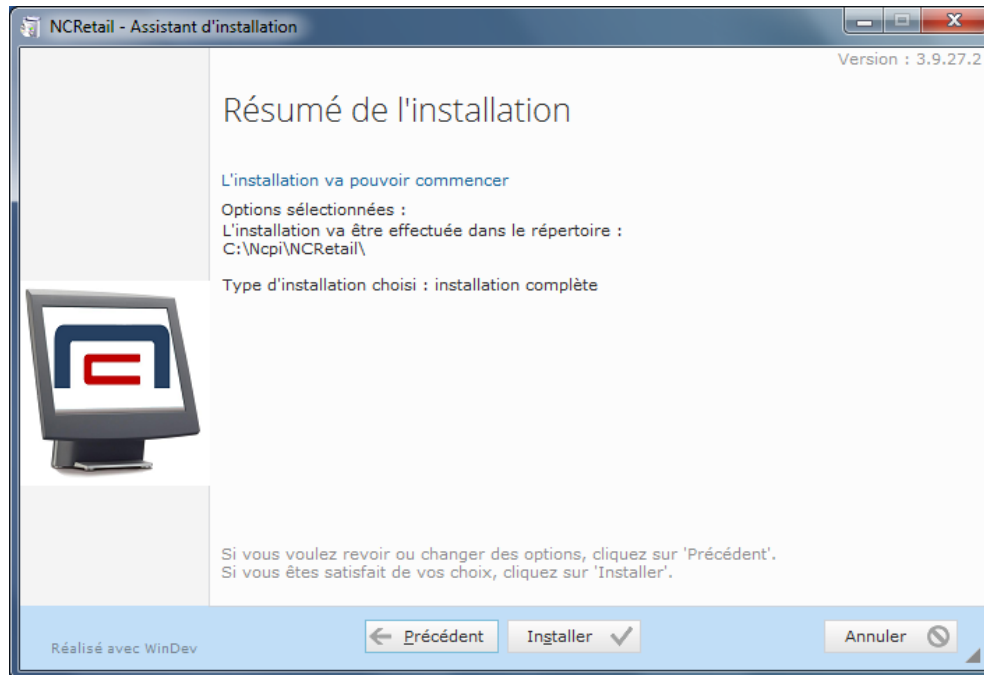 NCRetail - Assistant d'installation
Version : 3.9.27.2
Résumé de l'installation
L'installation va pouvoir commencer
Options sélectionnées :
L'installation va être effectuée dans le répertoire :
C:\Ncpi\NCRetail\
Type d'installation choisi : installation complète
Si vous voulez revoir ou changer des options, cliquez sur 'Précédent'.
Si vous êtes satisfait de vos choix, cliquez sur 'Installer'.
Réalisé avec WinDev
Précédent
Installer
Annuler